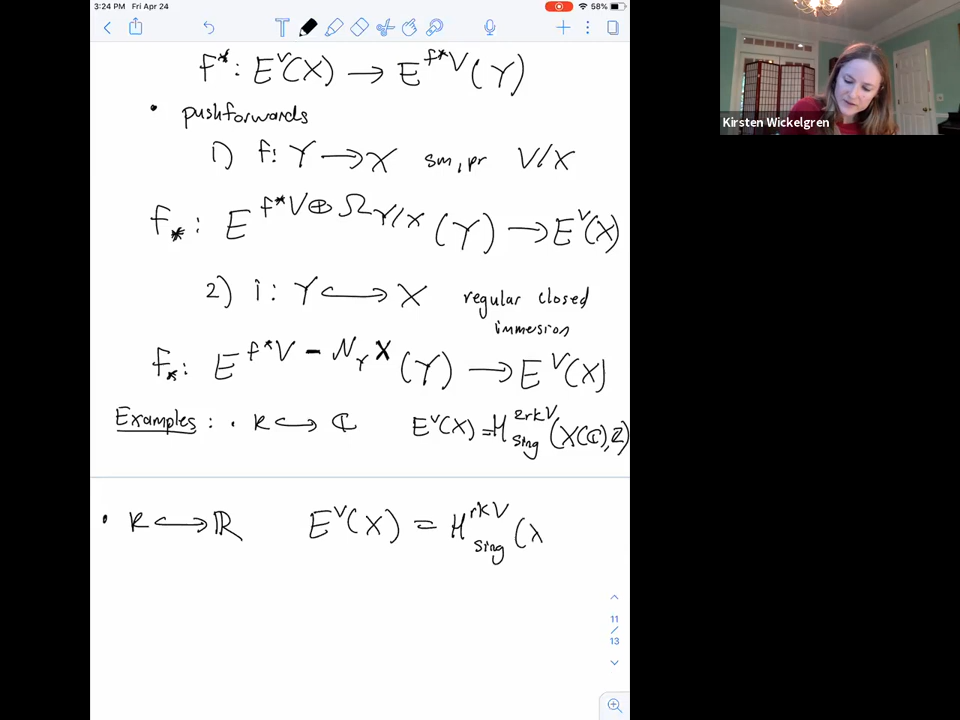 3:24 PM Fri Apr 24
58%
f*: E^V(X) → E^{f*V}(Y)
• pushforwards
1) f: Y → X sm, pr V/X
f_*: E^{f*V ⊕ Ω_{Y/X}}(Y) → E^V(X)
2) i: Y ↪ X regular closed
immersion
f_*: E^{f*V - N_Y X}(Y) → E^V(X)
Examples: • k ↪ ℂ E^V(X) = H^{2rkV}_{sing}(X(ℂ), ℤ)
• k ↪ ℝ E^V(X) = H^{rkV}_{sing}(X
11
/
13
Kirsten Wickelgren